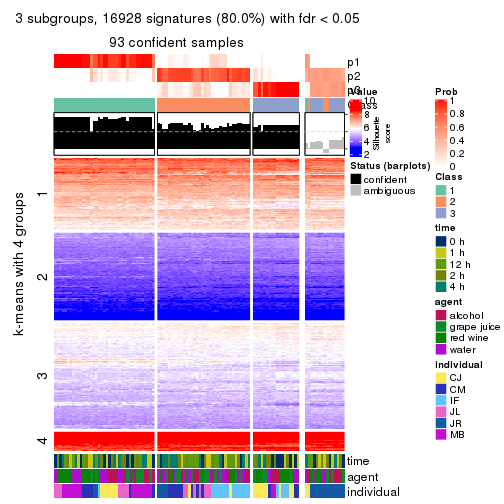 3 subgroups, 16928 signatures (80.0%) with fdr < 0.05
93 confident samples
p1
p2
p3
Class
k-means with 4 groups
1
2
3
4
time
agent
individual
Value
10
8
6
4
2
Silhouette
score
Status (barplots)
confident
ambiguous
Prob
1
0.8
0.6
0.4
0.2
0
Class
1
2
3
time
0 h
1 h
12 h
2 h
4 h
agent
alcohol
grape juice
red wine
water
individual
CJ
CM
IF
JL
JR
MB